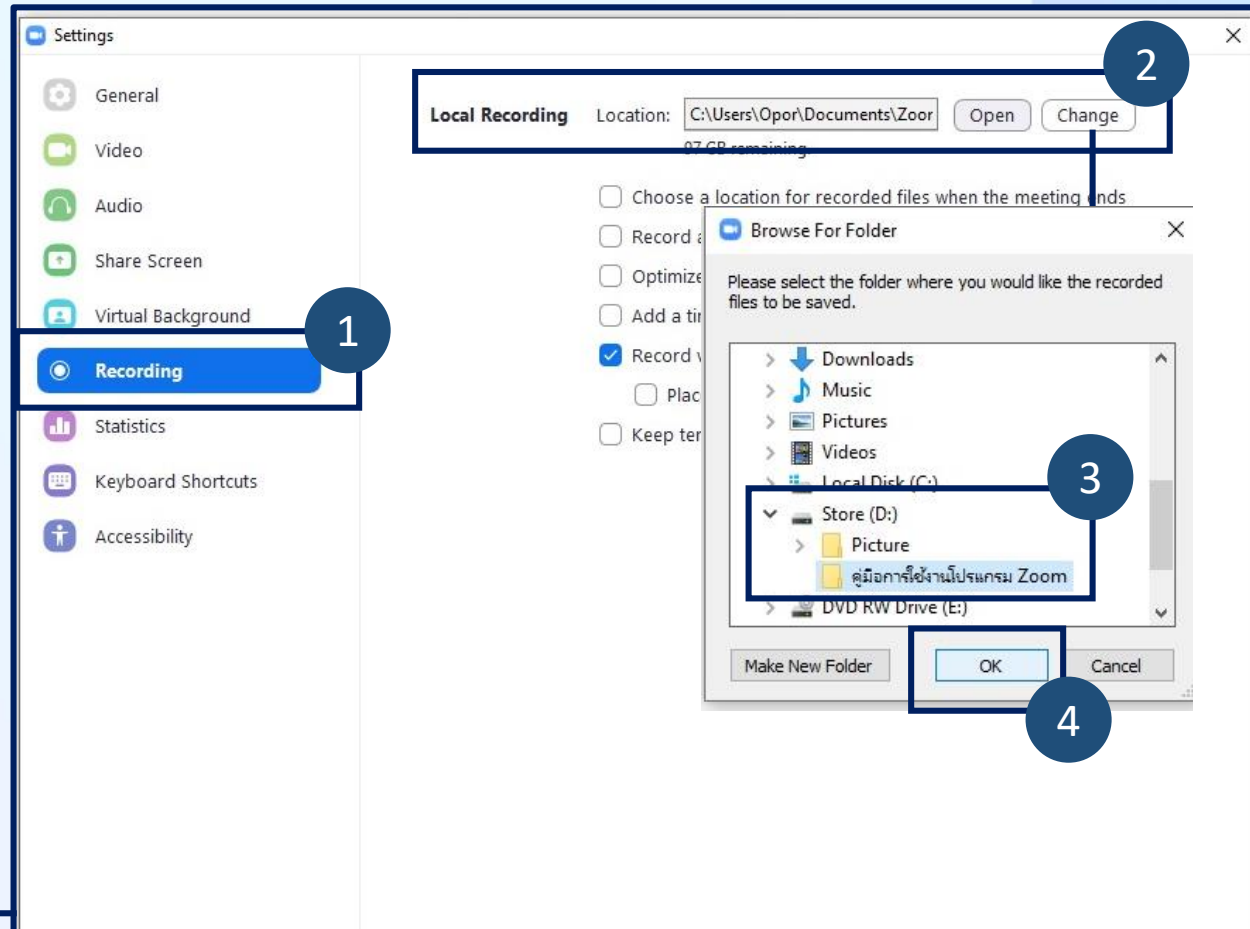 Settings
General
Video
Audio
Share Screen
Virtual Background
1
Recording
Statistics
Keyboard Shortcuts
Accessibility
2
Local Recording Location: C:\Users\Opor\Documents\Zoor Open Change
97 GB remaining.
Choose a location for recorded files when the meeting ends
Record a
Optimize
Add a
Record
Plac
Keep
Browse For Folder
Please select the folder where you would like the recorded
files to be saved.
Downloads
Music
Pictures
Videos
Local Disk (C:)
3
Store (D:)
Picture
คู่มือการใช้งานโปรแกรม Zoom
DVD RW Drive (E:)
Make New Folder OK Cancel
4